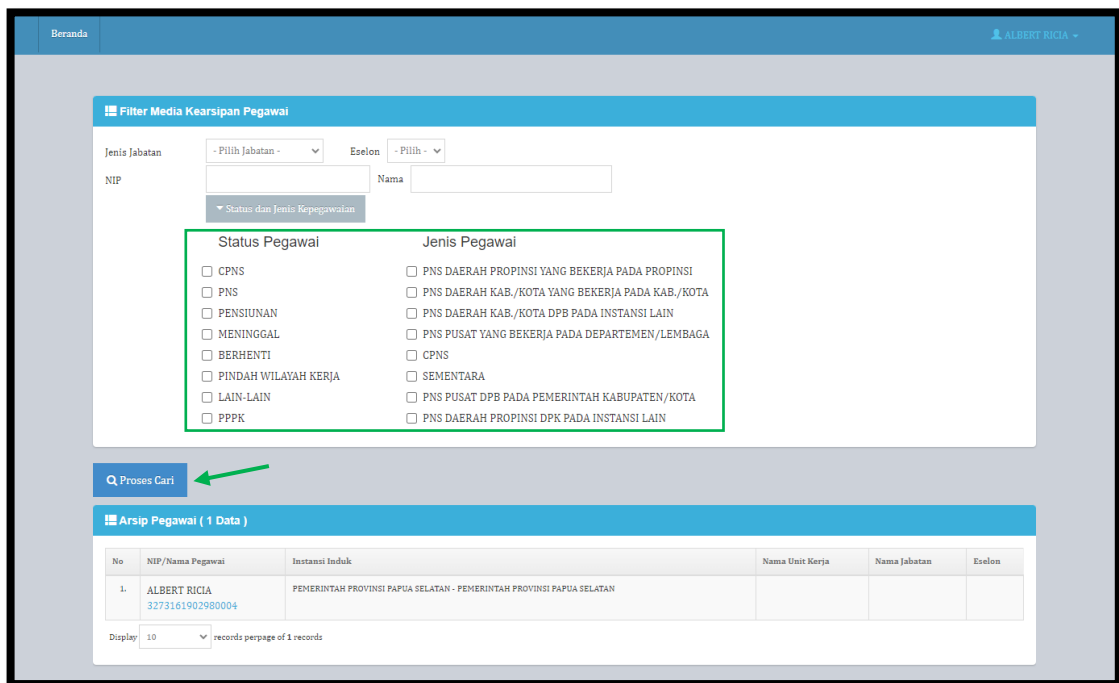 Beranda
ALBERT RICIA
Filter Media Kearsipan Pegawai
Jenis Jabatan - Pilih Jabatan - Eselon - Pilih -
NIP Nama
Status dan Jenis Kepegawaian
Status Pegawai Jenis Pegawai
CPNS PNS DAERAH PROPINSI YANG BEKERJA PADA PROPINSI
PNS PNS DAERAH KAB./KOTA YANG BEKERJA PADA KAB./KOTA
PENSIUNAN PNS DAERAH KAB./KOTA DPB PADA INSTANSI LAIN
MENINGGAL PNS PUSAT YANG BEKERJA PADA DEPARTEMEN/LEMBAGA
BERHENTI CPNS
PINDAH WILAYAH KERJA SEMENTARA
LAIN-LAIN PNS PUSAT DPB PADA PEMERINTAH KABUPATEN/KOTA
PPPK PNS DAERAH PROPINSI DPK PADA INSTANSI LAIN
Proses Cari
Arsip Pegawai ( 1 Data )
No NIP/Nama Pegawai Instansi Induk Nama Unit Kerja Nama Jabatan Eselon
1. ALBERT RICIA PEMERINTAH PROVINSI PAPUA SELATAN - PEMERINTAH PROVINSI PAPUA SELATAN
3273161902980004
Display 10 records perpage of 1 records